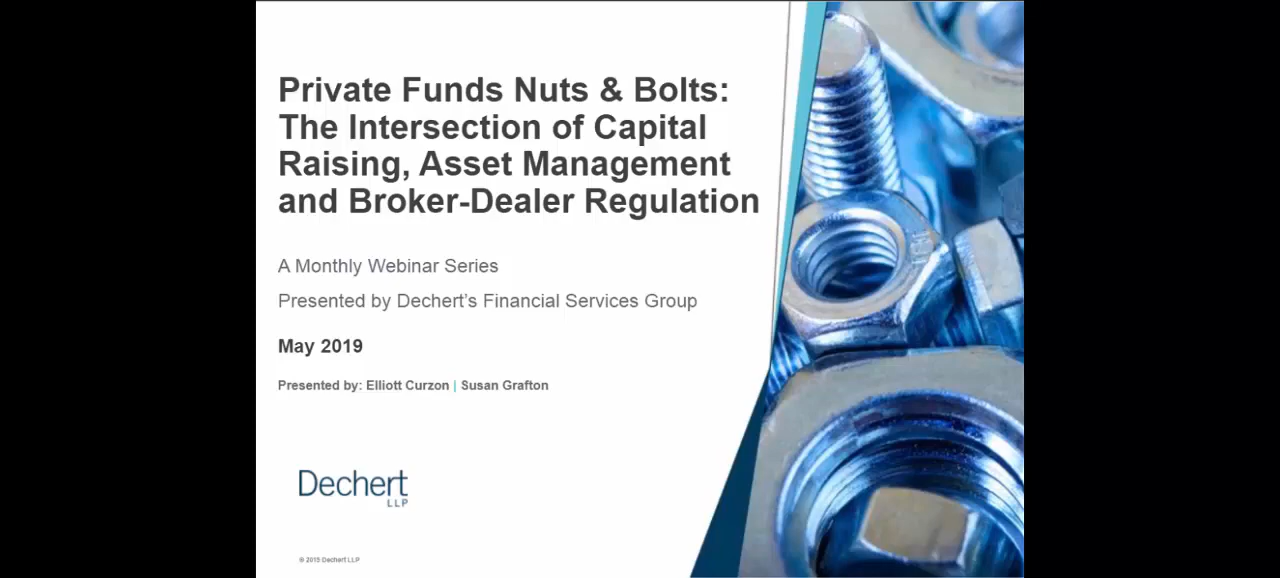 Private Funds Nuts & Bolts:
The Intersection of Capital
Raising, Asset Management
and Broker-Dealer Regulation
A Monthly Webinar Series
Presented by Dechert's Financial Services Group
May 2019
Presented by: Elliott Curzon | Susan Grafton
Dechert
LLP
© 2019 Dechert LLP